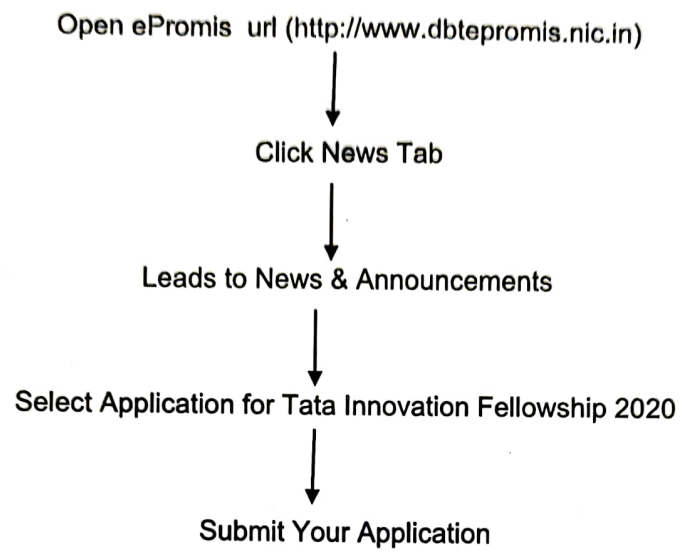 Open ePromis url (http://www.dbtepromis.nic.in)
Click News Tab
Leads to News & Announcements
Select Application for Tata Innovation Fellowship 2020
Submit Your Application